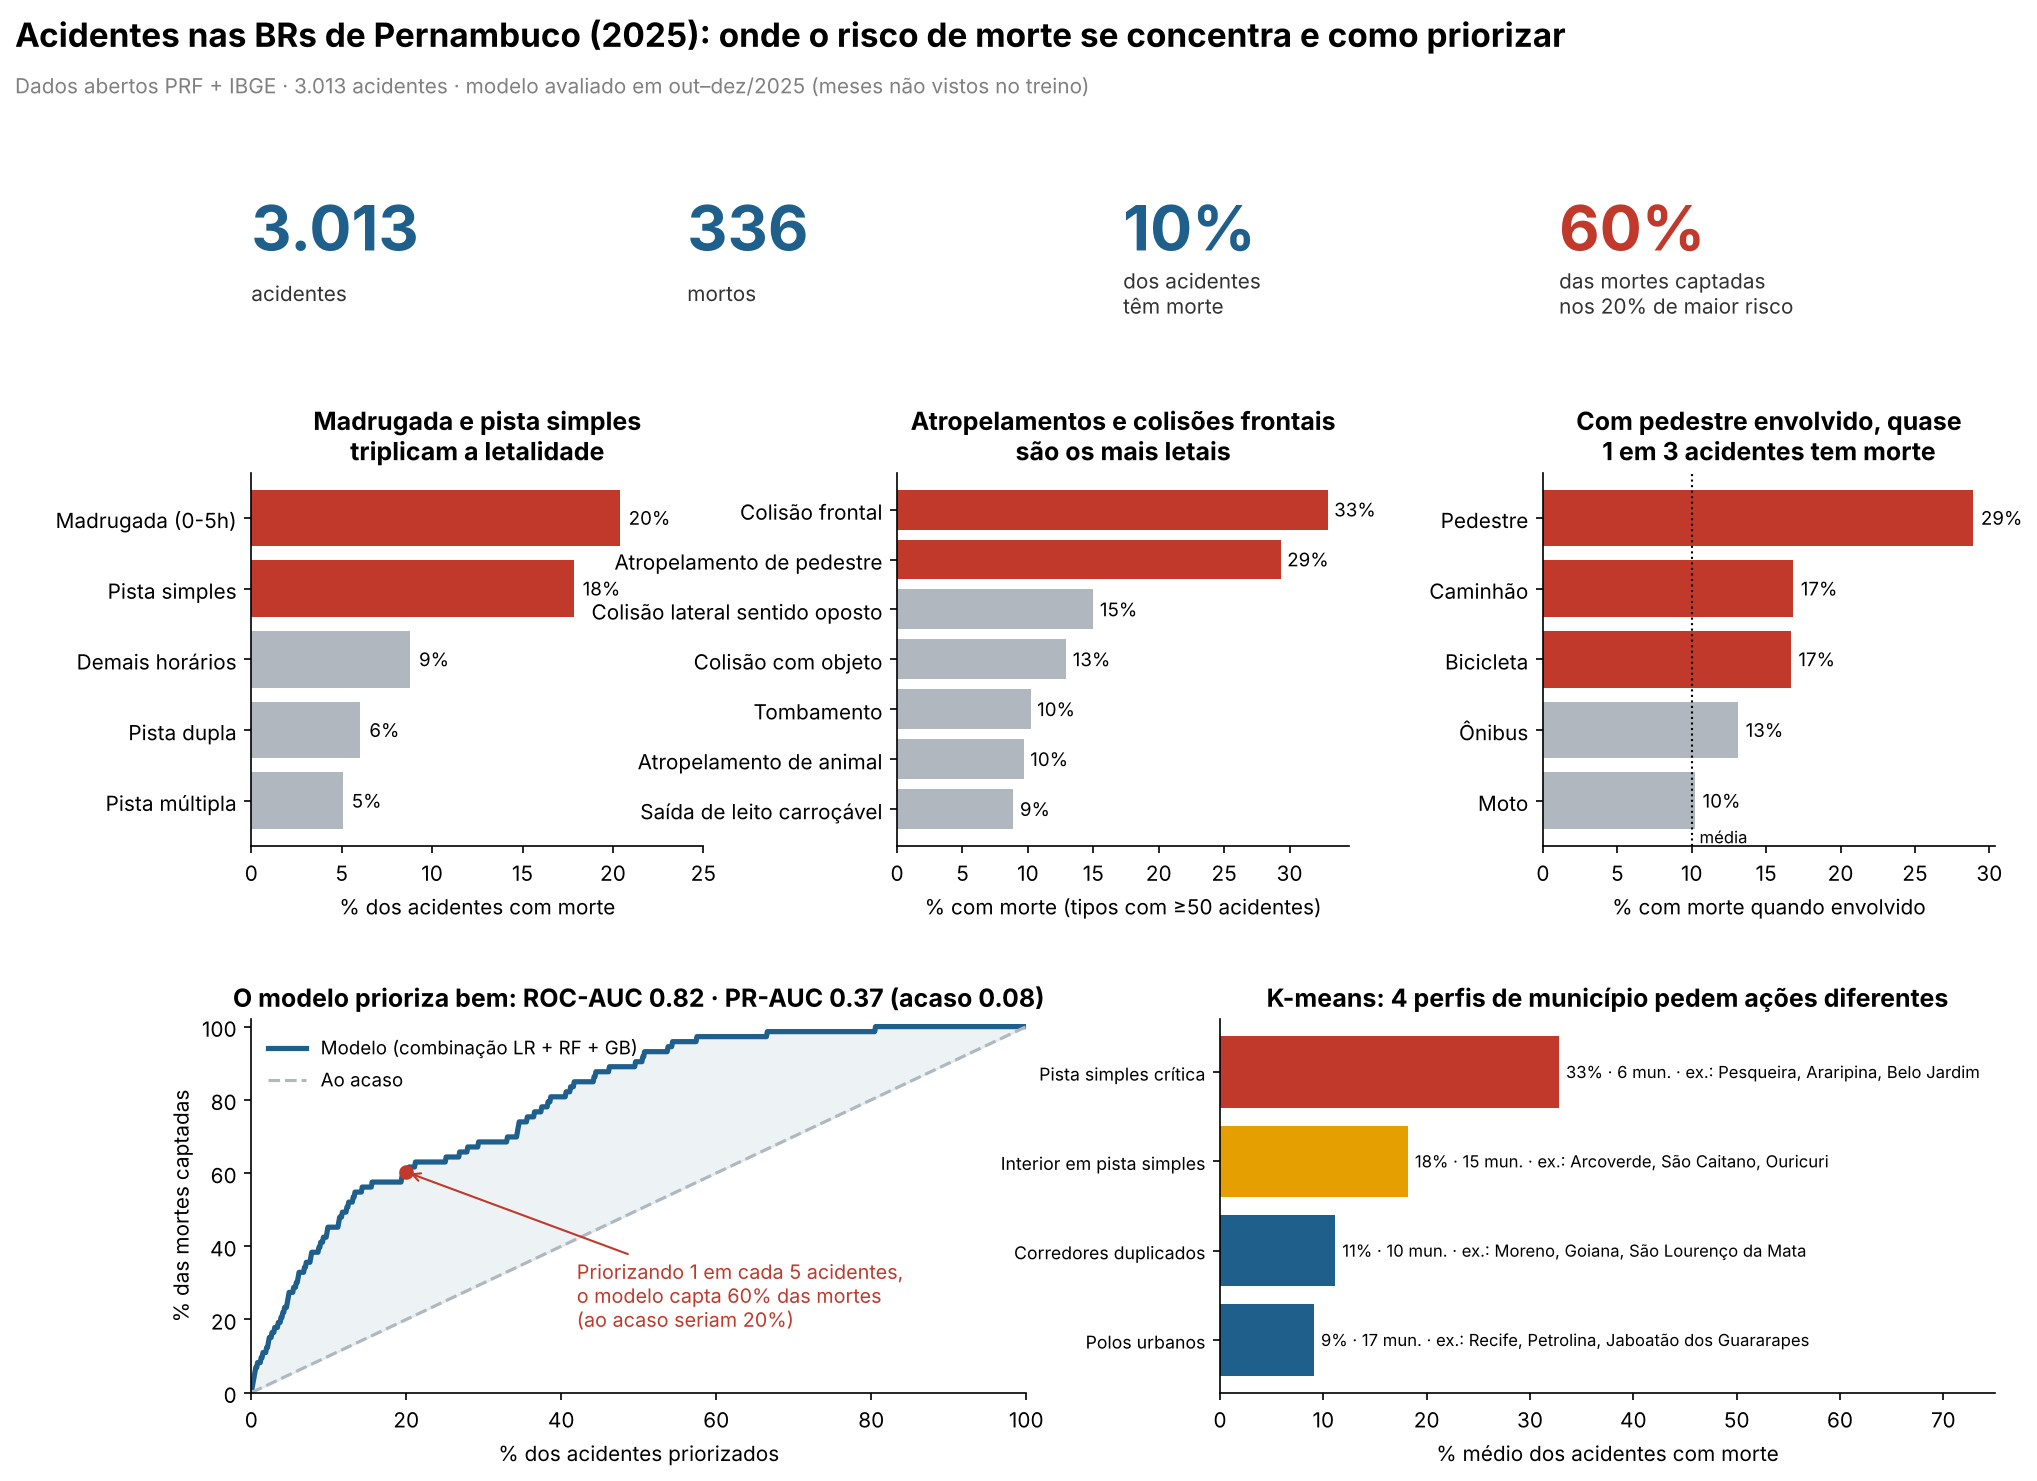 Acidentes nas BRs de Pernambuco (2025): onde o risco de morte se concentra e como priorizar
Dados abertos PRF + IBGE · 3.013 acidentes · modelo avaliado em out–dez/2025 (meses não vistos no treino)
3.013
acidentes
336
mortos
10%
dos acidentes
têm morte
60%
das mortes captadas
nos 20% de maior risco
Madrugada e pista simples
triplicam a letalidade
Madrugada (0-5h)
20%
Pista simples
18%
Demais horários
9%
Pista dupla
6%
Pista múltipla
5%
0 5 10 15 20 25
% dos acidentes com morte
Atropelamentos e colisões frontais
são os mais letais
Colisão frontal
33%
Atropelamento de pedestre
29%
Colisão lateral sentido oposto
15%
Colisão com objeto
13%
Tombamento
10%
Atropelamento de animal
10%
Saída de leito carroçável
9%
0 5 10 15 20 25 30
% com morte (tipos com ≥50 acidentes)
Com pedestre envolvido, quase
1 em 3 acidentes tem morte
Pedestre
29%
Caminhão
17%
Bicicleta
17%
Ônibus
13%
Moto
10%
média
0 5 10 15 20 25 30
% com morte quando envolvido
O modelo prioriza bem: ROC-AUC 0.82 · PR-AUC 0.37 (acaso 0.08)
% das mortes captadas
100
80
60
40
20
0
Modelo (combinação LR + RF + GB)
Ao acaso
Priorizando 1 em cada 5 acidentes,
o modelo capta 60% das mortes
(ao acaso seriam 20%)
0 20 40 60 80 100
% dos acidentes priorizados
K-means: 4 perfis de município pedem ações diferentes
Pista simples crítica
33% · 6 mun. · ex.: Pesqueira, Araripina, Belo Jardim
Interior em pista simples
18% · 15 mun. · ex.: Arcoverde, São Caitano, Ouricuri
Corredores duplicados
11% · 10 mun. · ex.: Moreno, Goiana, São Lourenço da Mata
Polos urbanos
9% · 17 mun. · ex.: Recife, Petrolina, Jaboatão dos Guararapes
0 10 20 30 40 50 60 70
% médio dos acidentes com morte